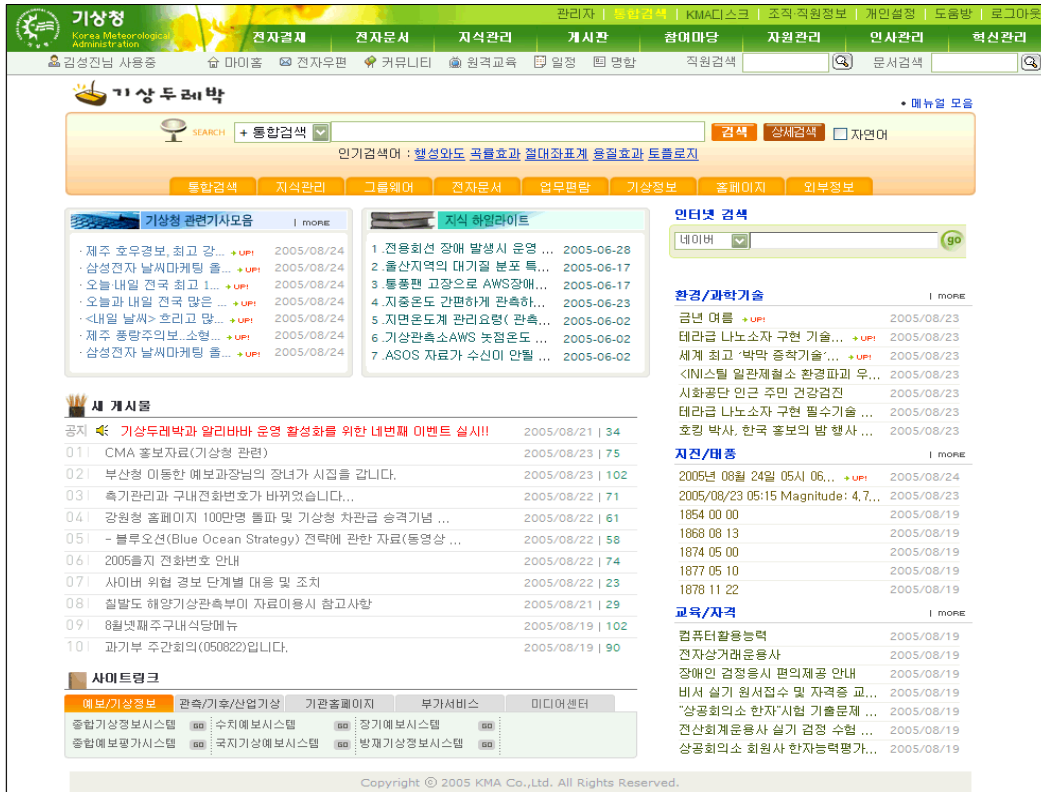 기상청
Korea Meteorological
Administration
관리자 | 통합검색 | KMA디스크 | 조직·직원정보 | 개인설정 | 도움방 | 로그아웃
전자결재 전자문서 지식관리 게시판 참여마당 자원관리 인사관리 혁신관리
김성진님 사용중 마이홈 전자우편 커뮤니티 원격교육 일정 명함 직원검색 문서검색
기상두레박
• 메뉴얼 모음
SEARCH + 통합검색 검색 상세검색 자연어
인기검색어 : 행성와도 곡률효과 절대좌표계 용질효과 토플로지
통합검색 지식관리 그룹웨어 전자문서 업무편람 기상정보 홈페이지 외부정보
기상청 관련기사모음 | MORE
· 제주 호우경보, 최고 강... +UP! 2005/08/24
· 삼성전자 날씨마케팅 올... +UP! 2005/08/24
· 오늘·내일 전국 최고 1... +UP! 2005/08/24
· 오늘과 내일 전국 많은 ... +UP! 2005/08/24
· <내일 날씨> 흐리고 많... +UP! 2005/08/24
· 제주 풍랑주의보..소형... +UP! 2005/08/24
· 삼성전자 날씨마케팅 올... +UP! 2005/08/24
지식 하일라이트
1 .전용회선 장애 발생시 운영 ... 2005-06-28
2 .울산지역의 대기질 분포 특... 2005-06-17
3 .통풍팬 고장으로 AWS장애... 2005-06-17
4 .지중온도 간편하게 관측하... 2005-06-23
5 .지면온도계 관리요령( 관측... 2005-06-02
6 .기상관측소AWS 놋점온도 ... 2005-06-02
7 .ASOS 자료가 수신이 안될 ... 2005-06-02
인터넷 검색
네이버 go
환경/과학기술 | MORE
금년 여름 +UP! 2005/08/23
테라급 나노소자 구현 기술... +UP! 2005/08/23
세계 최고 '박막 증착기술'... +UP! 2005/08/23
<INI스틸 일관제철소 환경파괴 우... 2005/08/23
시화공단 인근 주민 건강검진 2005/08/23
테라급 나노소자 구현 필수기술 ... 2005/08/23
호킹 박사, 한국 홍보의 밤 행사 ... 2005/08/23
지진/태풍 | MORE
2005년 08월 24일 05시 06... +UP! 2005/08/24
2005/08/23 05:15 Magnitude: 4,7... 2005/08/23
1854 00 00 2005/08/19
1868 08 13 2005/08/19
1874 05 00 2005/08/19
1877 05 10 2005/08/19
1878 11 22 2005/08/19
교육/자격 | MORE
컴퓨터활용능력 2005/08/19
전자상거래운용사 2005/08/19
장애인 검정응시 편의제공 안내 2005/08/19
비서 실기 원서접수 및 자격증 교... 2005/08/19
"상공회의소 한자"시험 기출문제 ... 2005/08/19
전산회계운용사 실기 검정 수험 ... 2005/08/19
상공회의소 회원사 한자능력평가... 2005/08/19
새 게시물
공지 기상두레박과 알리바바 운영 활성화를 위한 네번째 이벤트 실시!! 2005/08/21 | 34
01 | CMA 홍보자료(기상청 관련) 2005/08/23 | 75
02 | 부산청 이동한 예보과장님의 장녀가 시집을 갑니다. 2005/08/23 | 102
03 | 측기관리과 구내전화번호가 바뀌었습니다... 2005/08/22 | 71
04 | 강원청 홈페이지 100만명 돌파 및 기상청 차관급 승격기념 ... 2005/08/22 | 61
05 | - 블루오션(Blue Ocean Strategy) 전략에 관한 자료(동영상 ... 2005/08/22 | 58
06 | 2005을지 전화번호 안내 2005/08/22 | 74
07 | 사이버 위협 경보 단계별 대응 및 조치 2005/08/22 | 23
08 | 칠발도 해양기상관측부이 자료이용시 참고사항 2005/08/21 | 29
09 | 8월넷째주구내식당메뉴 2005/08/19 | 102
10 | 과기부 주간회의(050822)입니다. 2005/08/19 | 90
사이트링크
예보/기상정보 관측/기후/산업기상 기관홈페이지 부가서비스 미디어센터
종합기상정보시스템 GO 수치예보시스템 GO 장기예보시스템 GO
종합예보평가시스템 GO 국지기상예보시스템 GO 방재기상정보시스템 GO
Copyright ⓒ 2005 KMA Co.,Ltd. All Rights Reserved.